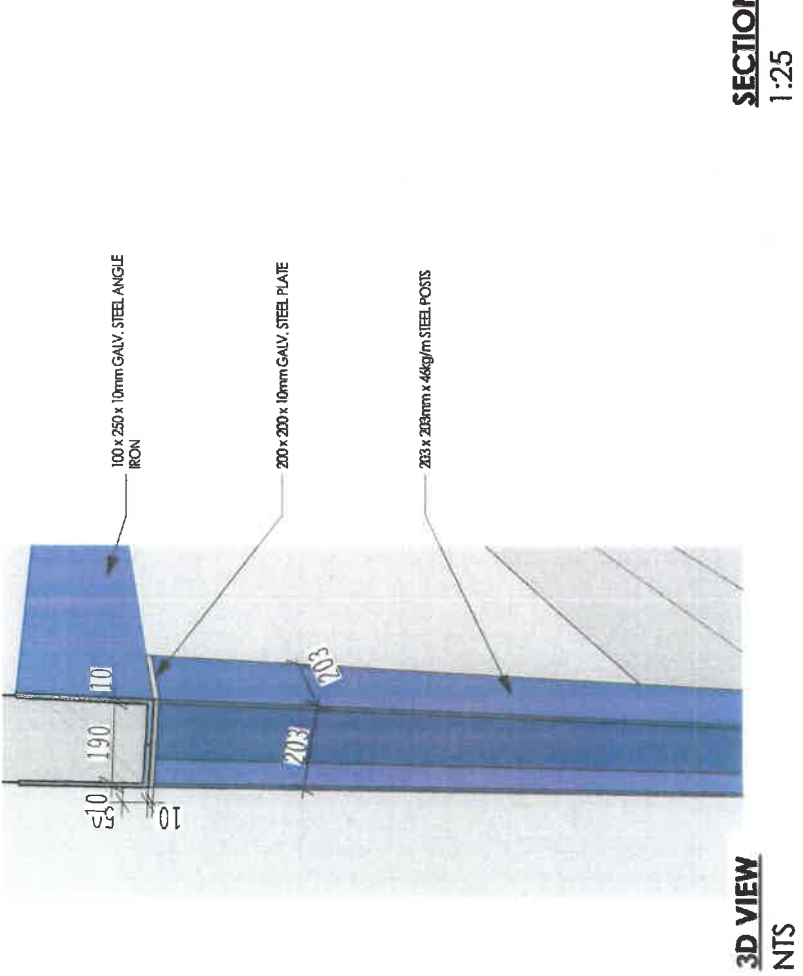 100 x 250 x 10mm GALV. STEEL ANGLE
IRON
200 x 200 x 10mm GALV. STEEL PLATE
203 x 203mm x 46kg/m STEEL POSTS
10
190
10
50
10
203
203
3D VIEW
NTS
SECTION
1:25